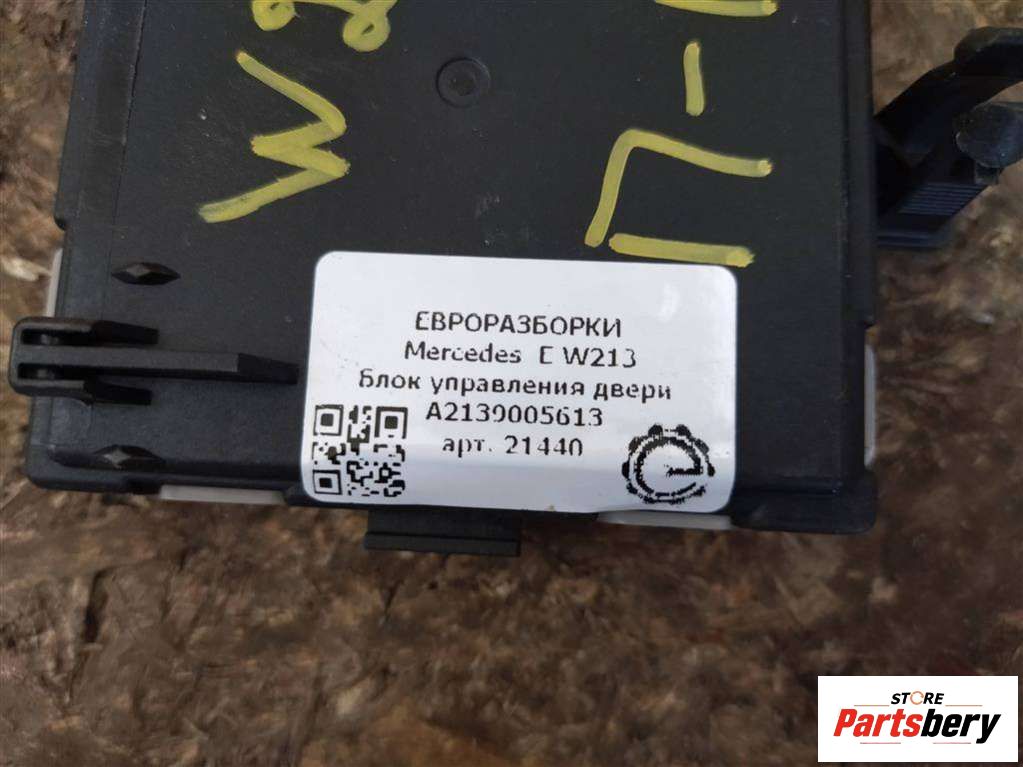 ЕВРОРАЗБОРКИ
Mercedes E W213
Блок управления двери
A2139005613
арт. 21440
STORE
Partsbery